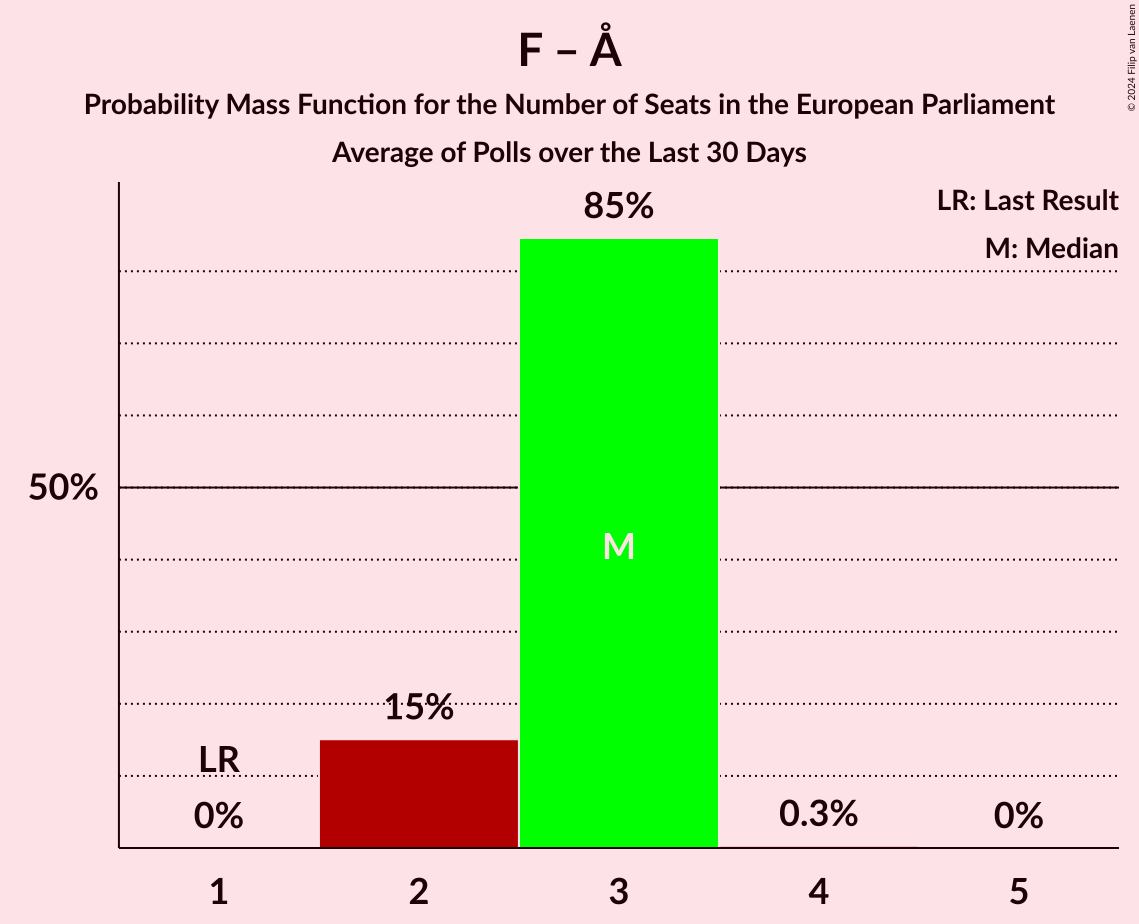 F – Å
Probability Mass Function for the Number of Seats in the European Parliament
Average of Polls over the Last 30 Days
© 2024 Filip van Laenen
LR: Last Result
M: Median
85%
50%
M
15%
LR
0%
0.3%
0%
1
2
3
4
5